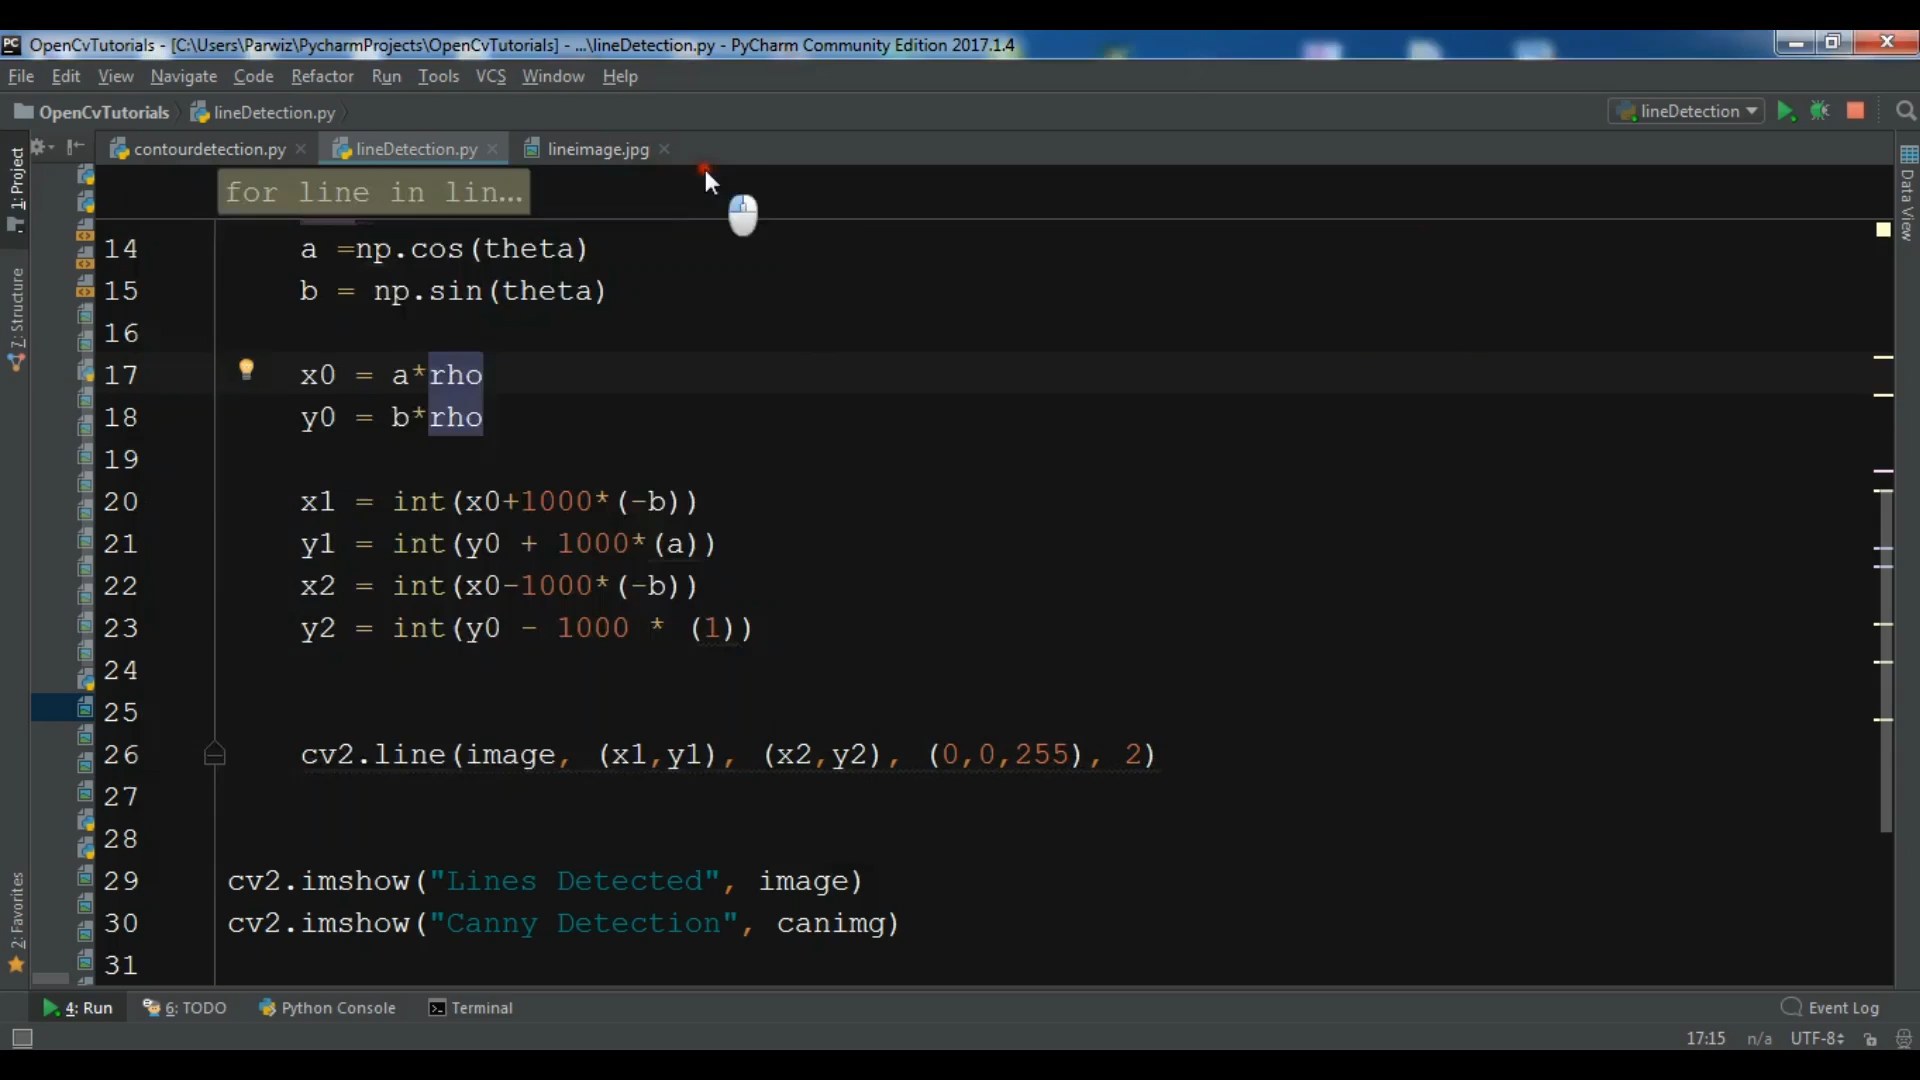 OpenCvTutorials - [C:\Users\Parwiz\PycharmProjects\OpenCvTutorials] - ...\lineDetection.py - PyCharm Community Edition 2017.1.4
File Edit View Navigate Code Refactor Run Tools VCS Window Help
OpenCvTutorials lineDetection.py lineDetection
contourdetection.py lineDetection.py lineimage.jpg
1: Project
7: Structure
2: Favorites
Data View
for line in lin...
14 a =np.cos(theta)
15 b = np.sin(theta)
16
17 x0 = a*rho
18 y0 = b*rho
19
20 x1 = int(x0+1000*(-b))
21 y1 = int(y0 + 1000*(a))
22 x2 = int(x0-1000*(-b))
23 y2 = int(y0 - 1000 * (1))
24
25
26 cv2.line(image, (x1,y1), (x2,y2), (0,0,255), 2)
27
28
29 cv2.imshow("Lines Detected", image)
30 cv2.imshow("Canny Detection", canimg)
31
4: Run 6: TODO Python Console Terminal Event Log
17:15 n/a UTF-8